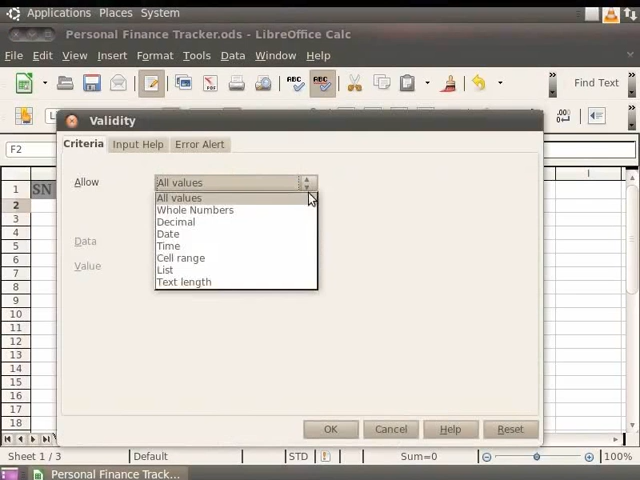 Applications Places System
Personal Finance Tracker.ods - LibreOffice Calc
File Edit View Insert Format Tools Data Window Help
ABC ABC Find Text
L .000
Validity
F2
Criteria Input Help Error Alert
I
1 SN
Allow All values
All values
2
Whole Numbers
3
Decimal
4
Date
5
Data
Time
6
Cell range
7
Value
List
8
Text length
9
10
11
12
13
14
15
16
17
18
OK Cancel Help Reset
Sheet 1 / 3 Default STD Sum=0 100%
Personal Finance Track...